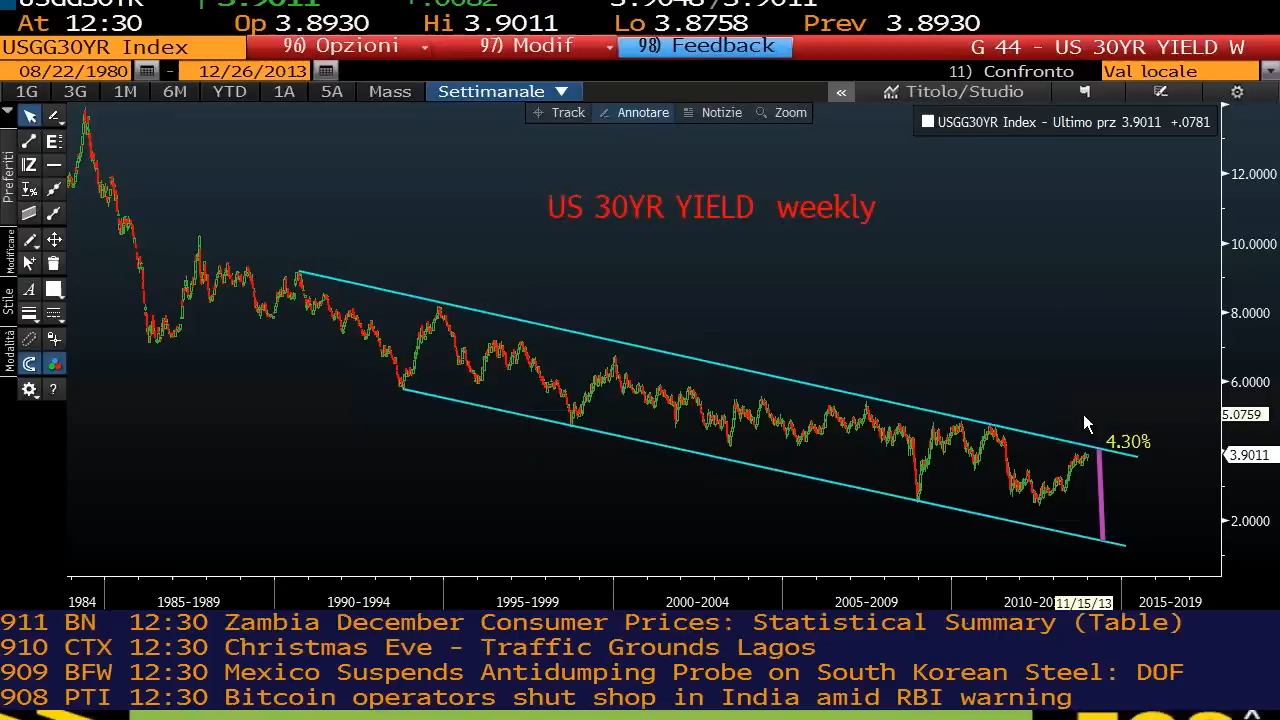 At 12:30 Op 3.8930 Hi 3.9011 Lo 3.8758 Prev 3.8930
USGG30YR Index 96) Opzioni 97) Modif 98) Feedback G 44 - US 30YR YIELD W
08/22/1980 - 12/26/2013 11) Confronto Val locale
1G 3G 1M 6M YTD 1A 5A Mass Settimanale « Titolo/Studio
Track Annotare Notizie Zoom
USGG30YR Index - Ultimo prz 3.9011 +.0781
Preferiti
Modificare
Stile
Modalità
US 30YR YIELD weekly
12.0000
10.0000
8.0000
6.0000
5.0759
4.30%
3.9011
2.0000
1984 1985-1989 1990-1994 1995-1999 2000-2004 2005-2009 11/15/13 2015-2019
911 BN 12:30 Zambia December Consumer Prices: Statistical Summary (Table)
910 CTX 12:30 Christmas Eve - Traffic Grounds Lagos
909 BFW 12:30 Mexico Suspends Antidumping Probe on South Korean Steel: DOF
908 PTI 12:30 Bitcoin operators shut shop in India amid RBI warning